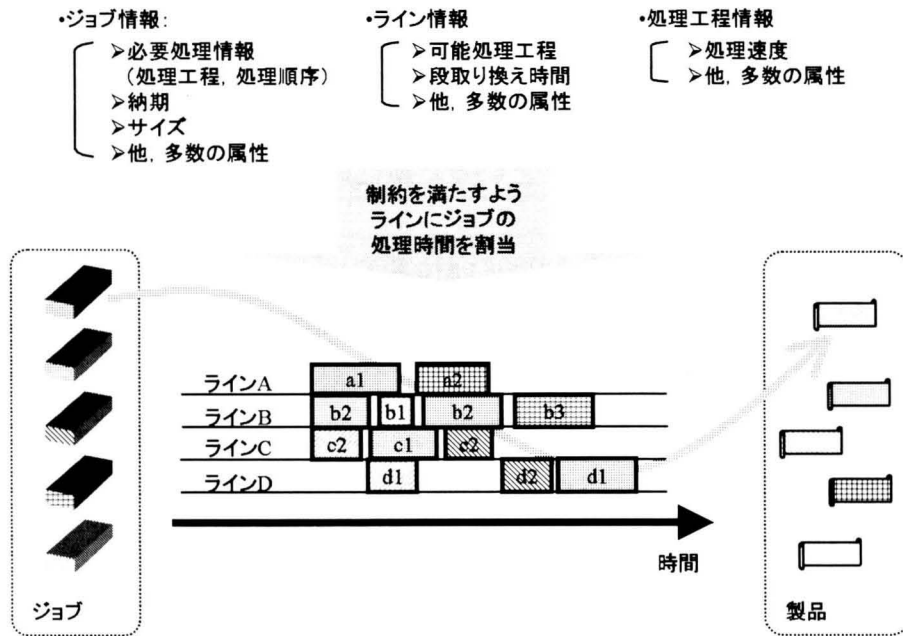 ・ジョブ情報:
➢必要処理情報
(処理工程, 処理順序)
➢納期
➢サイズ
➢他, 多数の属性
・ライン情報
➢可能処理工程
➢段取り換え時間
➢他, 多数の属性
・処理工程情報
➢処理速度
➢他, 多数の属性
制約を満たすよう
ラインにジョブの
処理時間を割当
ラインA a1 a2
ラインB b2 b1 b2 b3
ラインC c2 c1 c2
ラインD d1 d2 d1
時間
ジョブ
製品